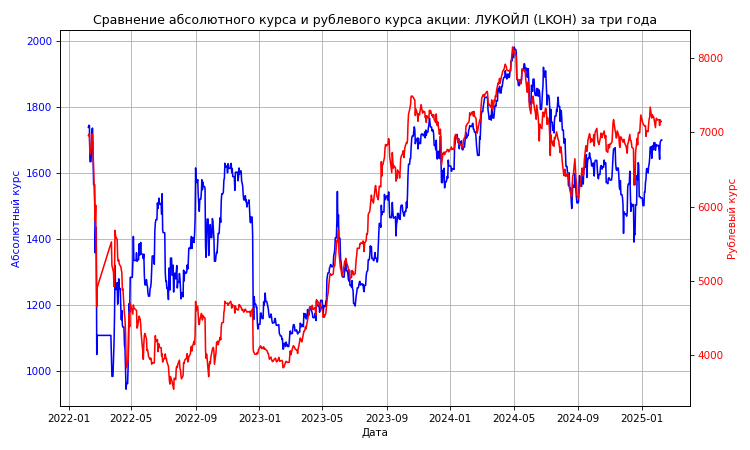 Сравнение абсолютного курса и рублевого курса акции: ЛУКОЙЛ (LKOH) за три года
2000
1800
1600
1400
1200
1000
Абсолютный курс
8000
7000
6000
5000
4000
Рублевый курс
2022-01 2022-05 2022-09 2023-01 2023-05 2023-09 2024-01 2024-05 2024-09 2025-01
Дата